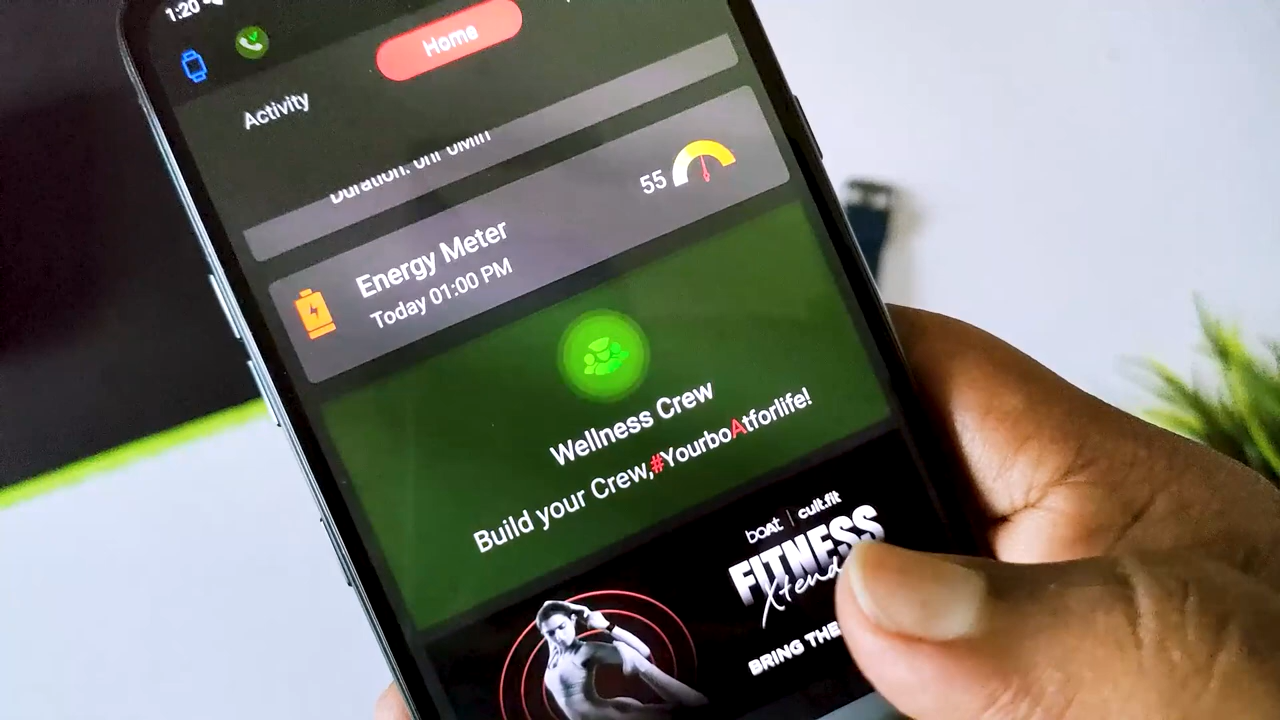 1:20
Home
Activity
Duration: 0hr 0Min
55
Energy Meter
Today 01:00 PM
Wellness Crew
Build your Crew,#YourboAtforlife!
boAt | cult.fit
FITNESS
Xtend
BRING THE